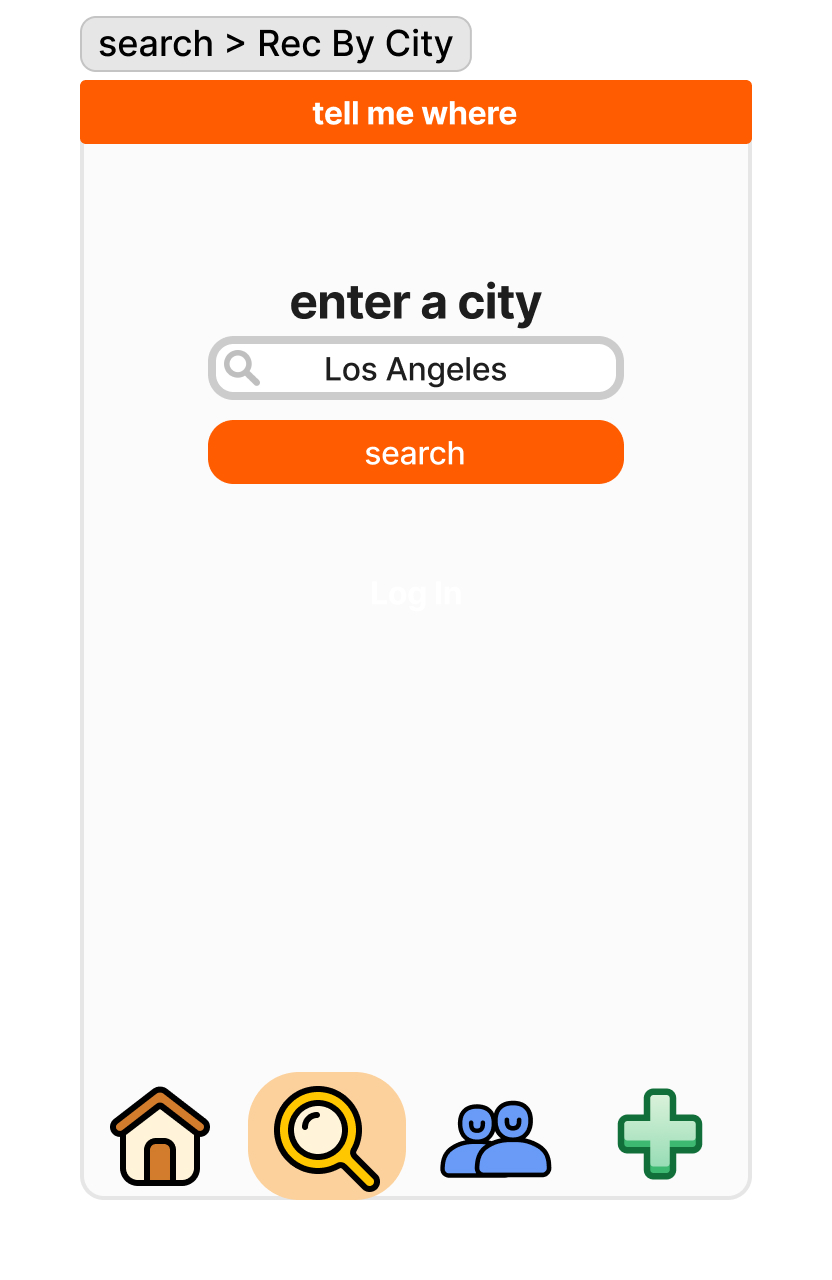 search > Rec By City
tell me where
enter a city
Los Angeles
search
Log In